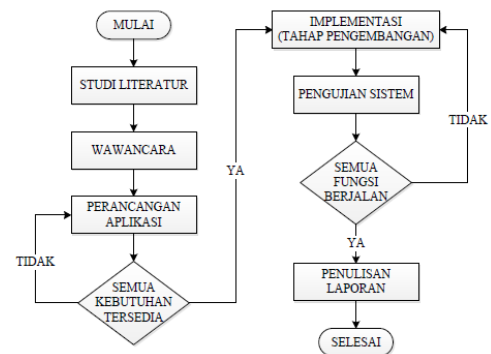 MULAI
STUDI LITERATUR
WAWANCARA
PERANCANGAN
APLIKASI
TIDAK
SEMUA
KEBUTUHAN
TERSEDIA
YA
IMPLEMENTASI
(TAHAP PENGEMBANGAN)
PENGUJIAN SISTEM
TIDAK
SEMUA
FUNGSI
BERJALAN
YA
PENULISAN
LAPORAN
SELESAI